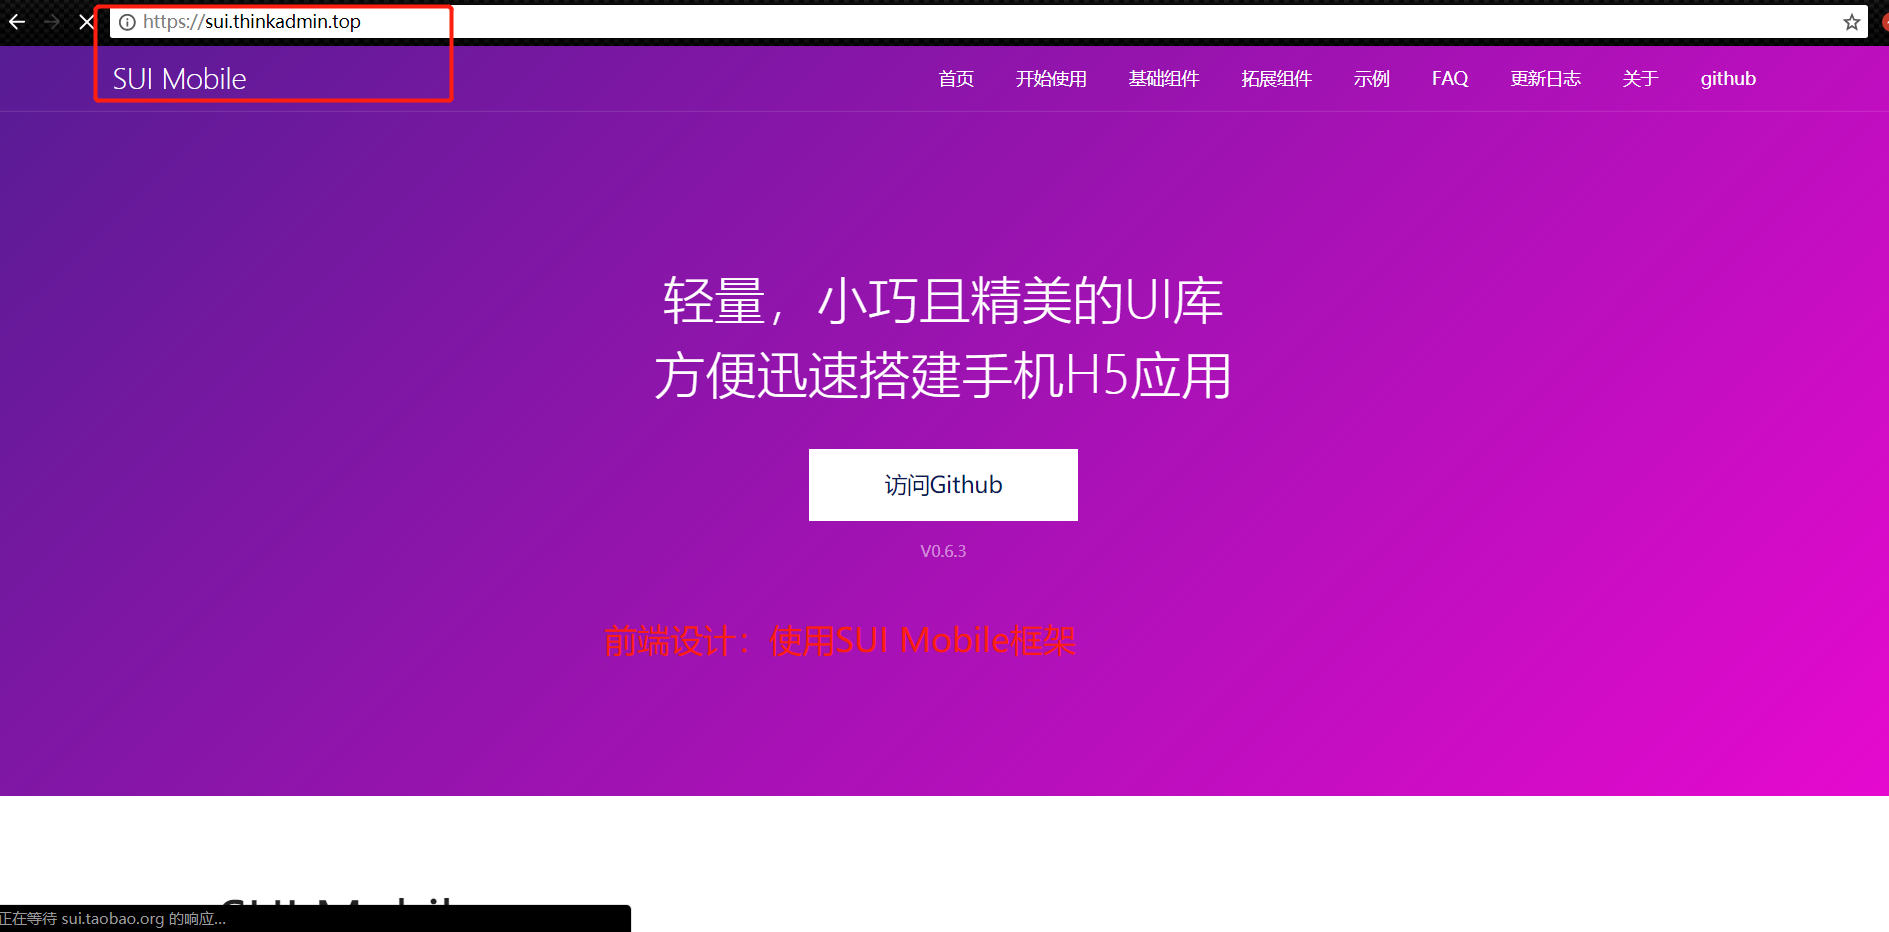 https://sui.thinkadmin.top
SUI Mobile
首页 开始使用 基础组件 拓展组件 示例 FAQ 更新日志 关于 github
轻量，小巧且精美的UI库
方便迅速搭建手机H5应用
访问Github
V0.6.3
前端设计：使用SUI Mobile框架
SUI Mobil
正在等待 sui.taobao.org 的响应...